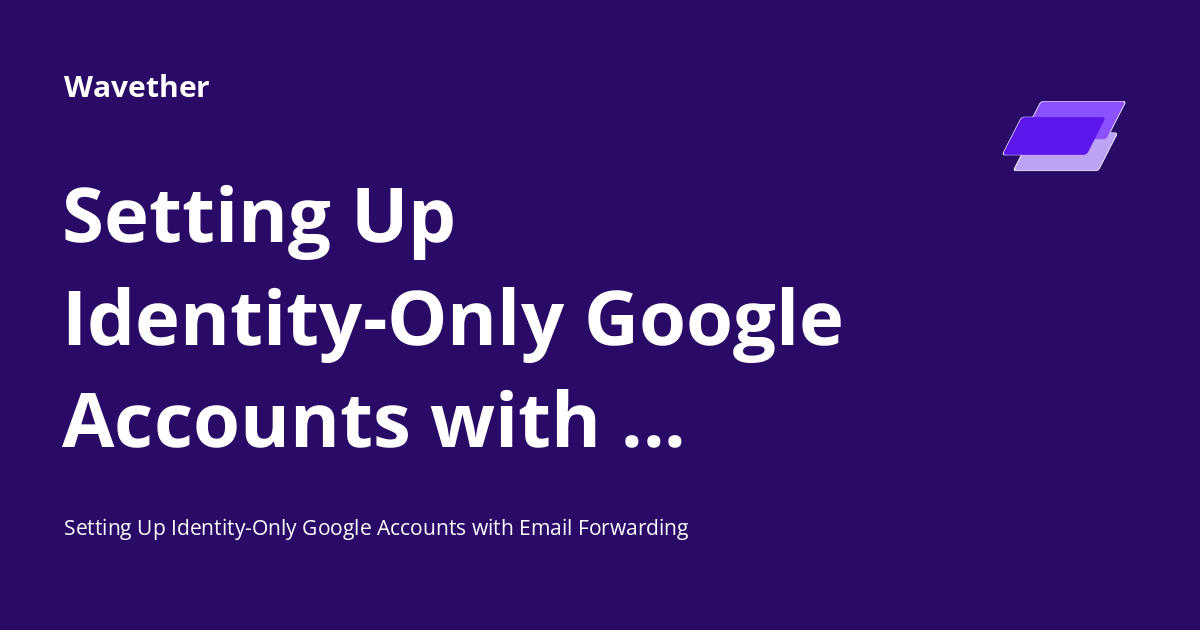 Wavether
Setting Up
Identity-Only Google
Accounts with ...
Setting Up Identity-Only Google Accounts with Email Forwarding